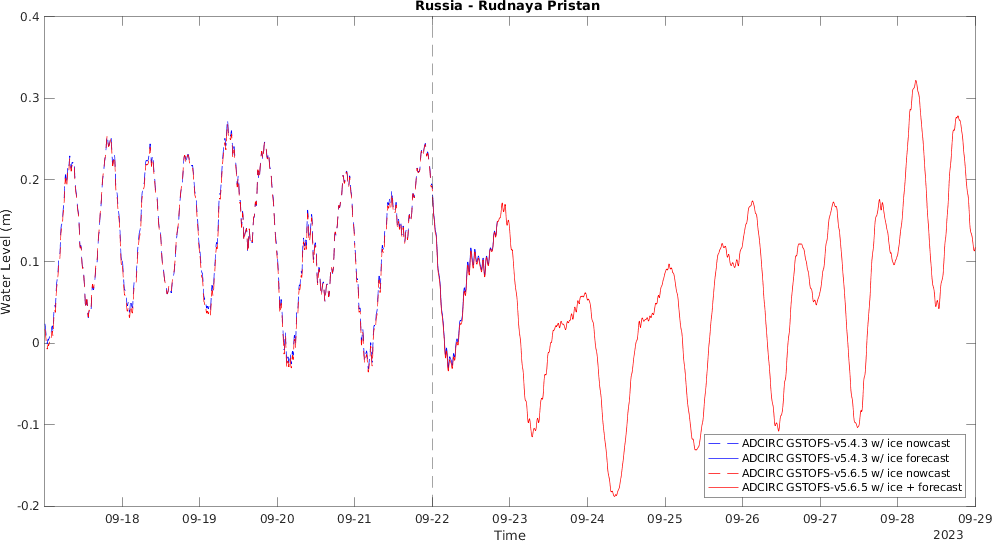 Russia - Rudnaya Pristan
0.4
0.3
0.2
0.1
0
-0.1
-0.2
Water Level (m)
ADCIRC GSTOFS-v5.4.3 w/ ice nowcast
ADCIRC GSTOFS-v5.4.3 w/ ice forecast
ADCIRC GSTOFS-v5.6.5 w/ ice nowcast
ADCIRC GSTOFS-v5.6.5 w/ ice + forecast
09-18 09-19 09-20 09-21 09-22 09-23 09-24 09-25 09-26 09-27 09-28 09-29
Time
2023